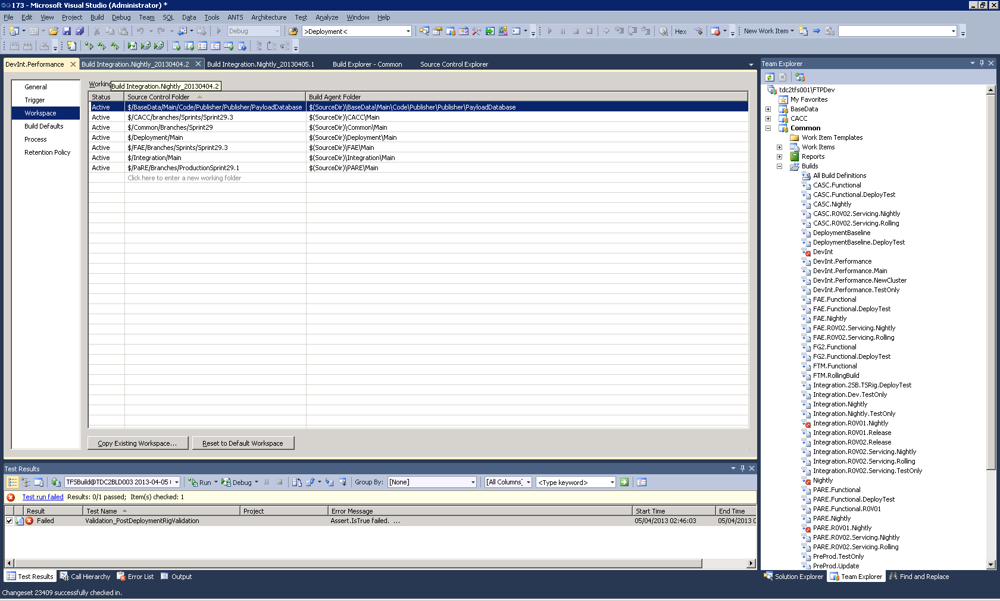 173 - Microsoft Visual Studio (Administrator) *
File Edit View Project Build Debug Team SQL Data Tools ANTS Architecture Test Analyze Window Help
Debug >Deployment< Hex New Work Item
DevInt.Performance Build Integration.Nightly_20130404.2 Build Integration.Nightly_20130405.1 Build Explorer - Common Source Control Explorer
General
Trigger
Workspace
Build Defaults
Process
Retention Policy
Working
Build Integration.Nightly_20130404.2
Status Source Control Folder Build Agent Folder
Active $/BaseData/Main/Code/Publisher/Publisher/PayloadDatabase $(SourceDir)\BaseData\Main\Code\Publisher\Publisher\PayloadDatabase
Active $/CACC/branches/Sprints/Sprint29.3 $(SourceDir)\CACC\Main
Active $/Common/Branches/Sprint29 $(SourceDir)\Common\Main
Active $/Deployment/Main $(SourceDir)\Deployment\Main
Active $/FAE/Branches/Sprints/Sprint29.3 $(SourceDir)\FAE\Main
Active $/Integration/Main $(SourceDir)\Integration\Main
Active $/PaRE/Branches/ProductionSprint29.1 $(SourceDir)\PARE\Main
Click here to enter a new working folder
Copy Existing Workspace... Reset to Default Workspace
Test Results
TFSBuild@TDC2BLD003 2013-04-05 Run Debug Group By: [None] [All Columns] <Type keyword>
Test run failed Results: 0/1 passed; Item(s) checked: 1
Result Test Name Project Error Message Start Time End Time
Failed Validation_PostDeploymentRigValidation Assert.IsTrue failed. ... 05/04/2013 02:46:03 05/04/2013 0
Test Results Call Hierarchy Error List Output
Changeset 23409 successfully checked in.
Team Explorer
tdc2tfs001\FTPDev
My Favorites
BaseData
CACC
Common
Work Item Templates
Work Items
Reports
Builds
All Build Definitions
CASC.Functional
CASC.Functional.DeployTest
CASC.Nightly
CASC.R0V02.Servicing.Nightly
CASC.R0V02.Servicing.Rolling
DeploymentBaseline
DeploymentBaseline.DeployTest
DevInt
DevInt.Performance
DevInt.Performance.Main
DevInt.Performance.NewCluster
DevInt.Performance.TestOnly
FAE.Functional
FAE.Functional.DeployTest
FAE.Nightly
FAE.R0V02.Servicing.Nightly
FAE.R0V02.Servicing.Rolling
FG2.Functional
FG2.Functional.DeployTest
FTM.Functional
FTM.RollingBuild
Integration.2SB.TSRig.DeployTest
Integration.Dev.TestOnly
Integration.Nightly
Integration.Nightly.TestOnly
Integration.R0V01.Nightly
Integration.R0V01.Release
Integration.R0V02.Release
Integration.R0V02.Servicing.Nightly
Integration.R0V02.Servicing.Rolling
Integration.R0V02.Servicing.TestOnly
Nightly
PARE.Functional
PARE.Functional.DeployTest
PARE.Functional.R0V01
PARE.Nightly
PARE.R0V01.Nightly
PARE.R0V02.Servicing.Nightly
PARE.R0V02.Servicing.Rolling
PreProd.TestOnly
PreProd.Update
Solution Explorer Team Explorer Find and Replace